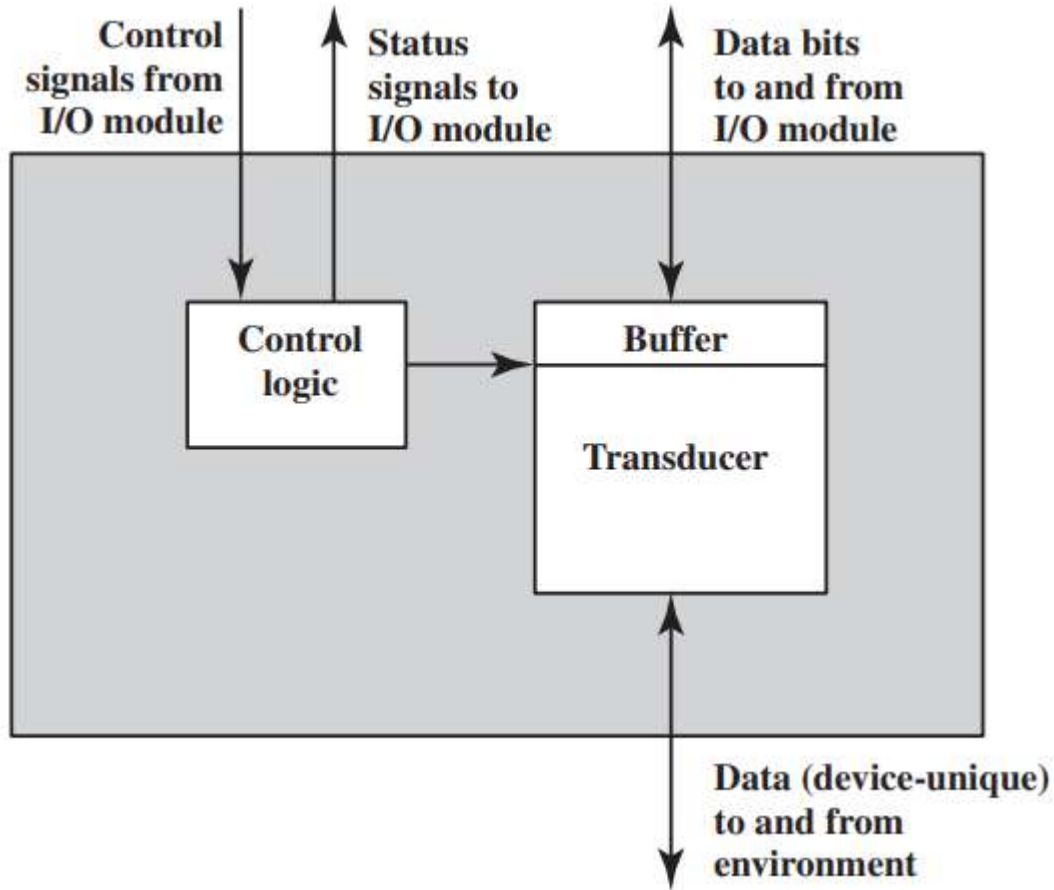 Control
signals from
I/O module
Status
signals to
I/O module
Data bits
to and from
I/O module
Control
logic
Buffer
Transducer
Data (device-unique)
to and from
environment